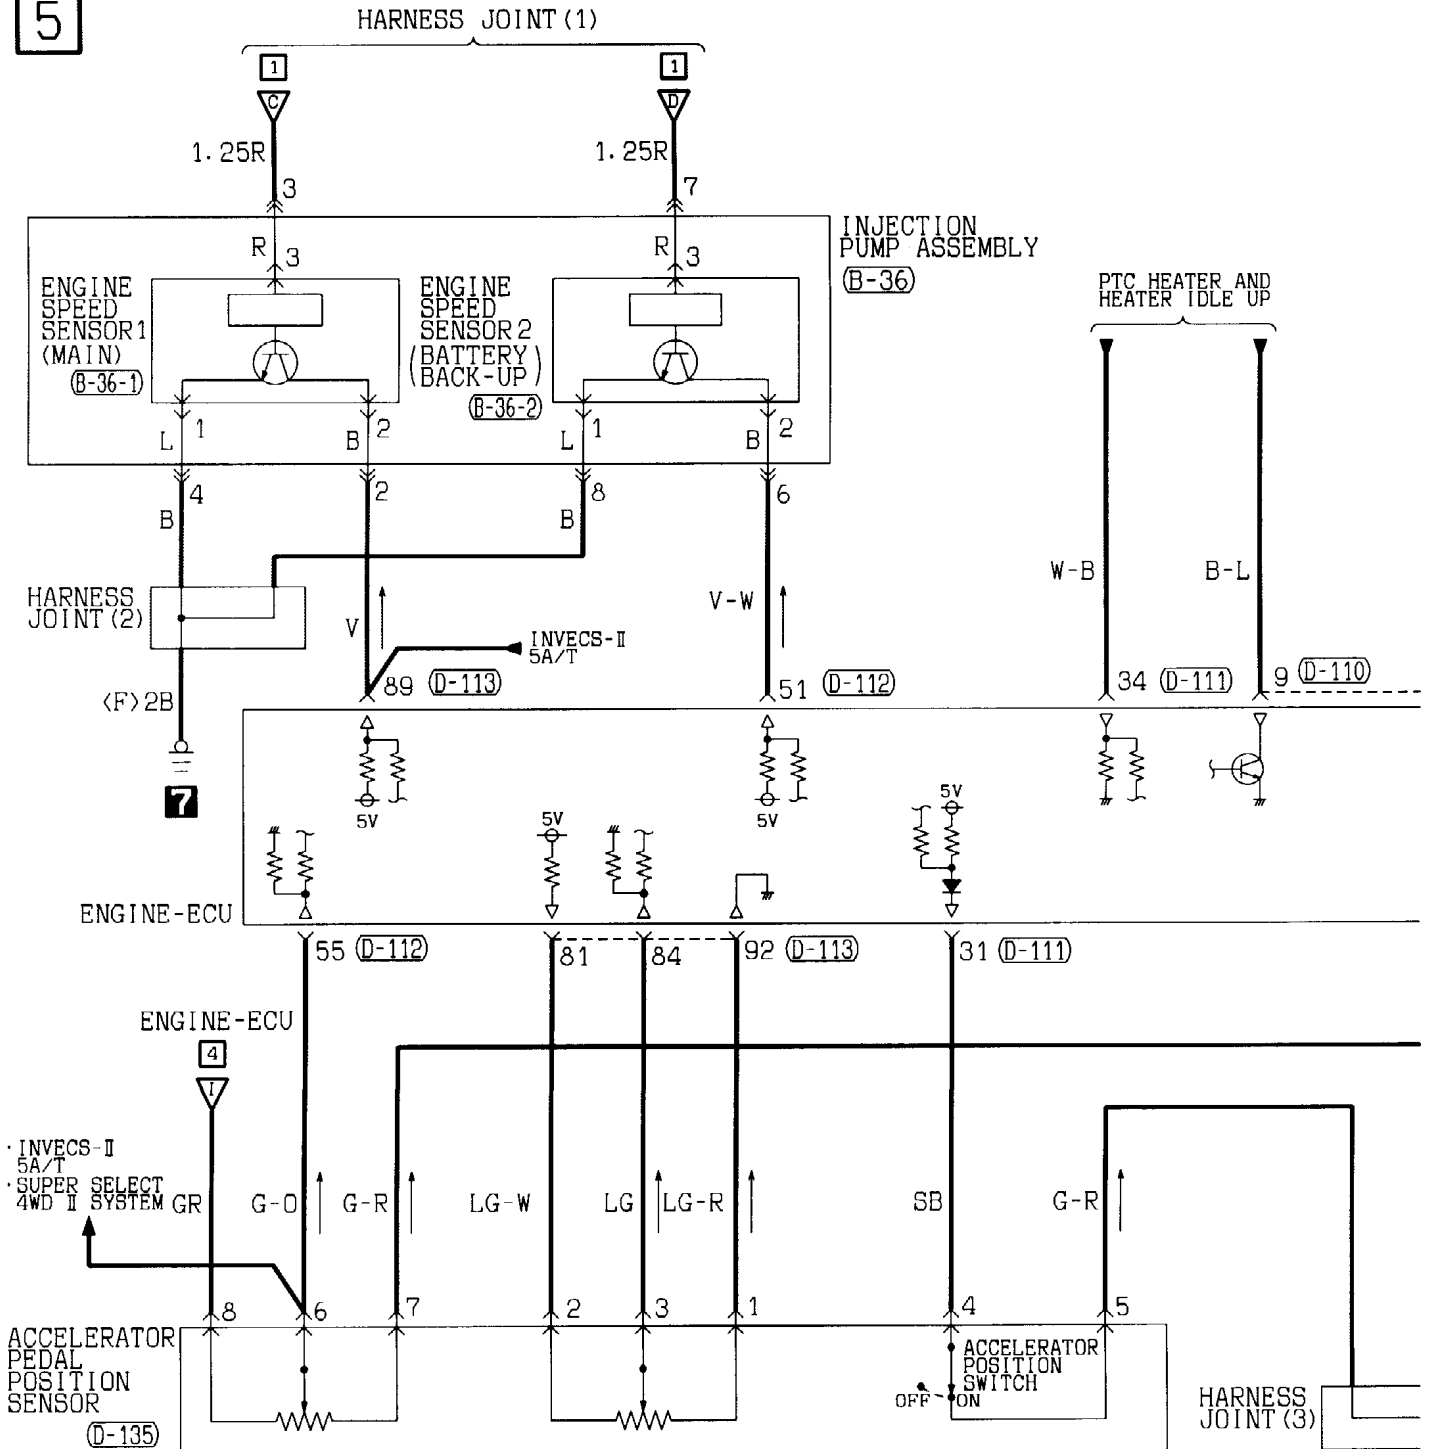 5
HARNESS JOINT(1)
1
1
C
D
1.25R
1.25R
3
7
INJECTION
PUMP ASSEMBLY
(B-36)
R
3
R
3
ENGINE
SPEED
SENSOR1
(MAIN)
(B-36-1)
ENGINE
SPEED
SENSOR2
(BATTERY
BACK-UP)
(B-36-2)
PTC HEATER AND
HEATER IDLE UP
1
2
1
2
L
B
L
B
4
2
8
6
B
B
HARNESS
JOINT(2)
V
V-W
W-B
B-L
INVECS-Ⅱ
5A/T
89 (D-113)
51 (D-112)
34 (D-111)
9 (D-110)
(F)2B
7
5V
5V
5V
5V
ENGINE-ECU
55 (D-112)
81
84
92 (D-113)
31 (D-111)
ENGINE-ECU
4
I
·INVECS-Ⅱ
5A/T
·SUPER SELECT
4WD Ⅱ SYSTEM
GR
G-O
G-R
LG-W
LG
LG-R
SB
G-R
8
6
7
2
3
1
4
5
ACCELERATOR
PEDAL
POSITION
SENSOR
(D-135)
ACCELERATOR
POSITION
SWITCH
OFF
ON
HARNESS
JOINT(3)